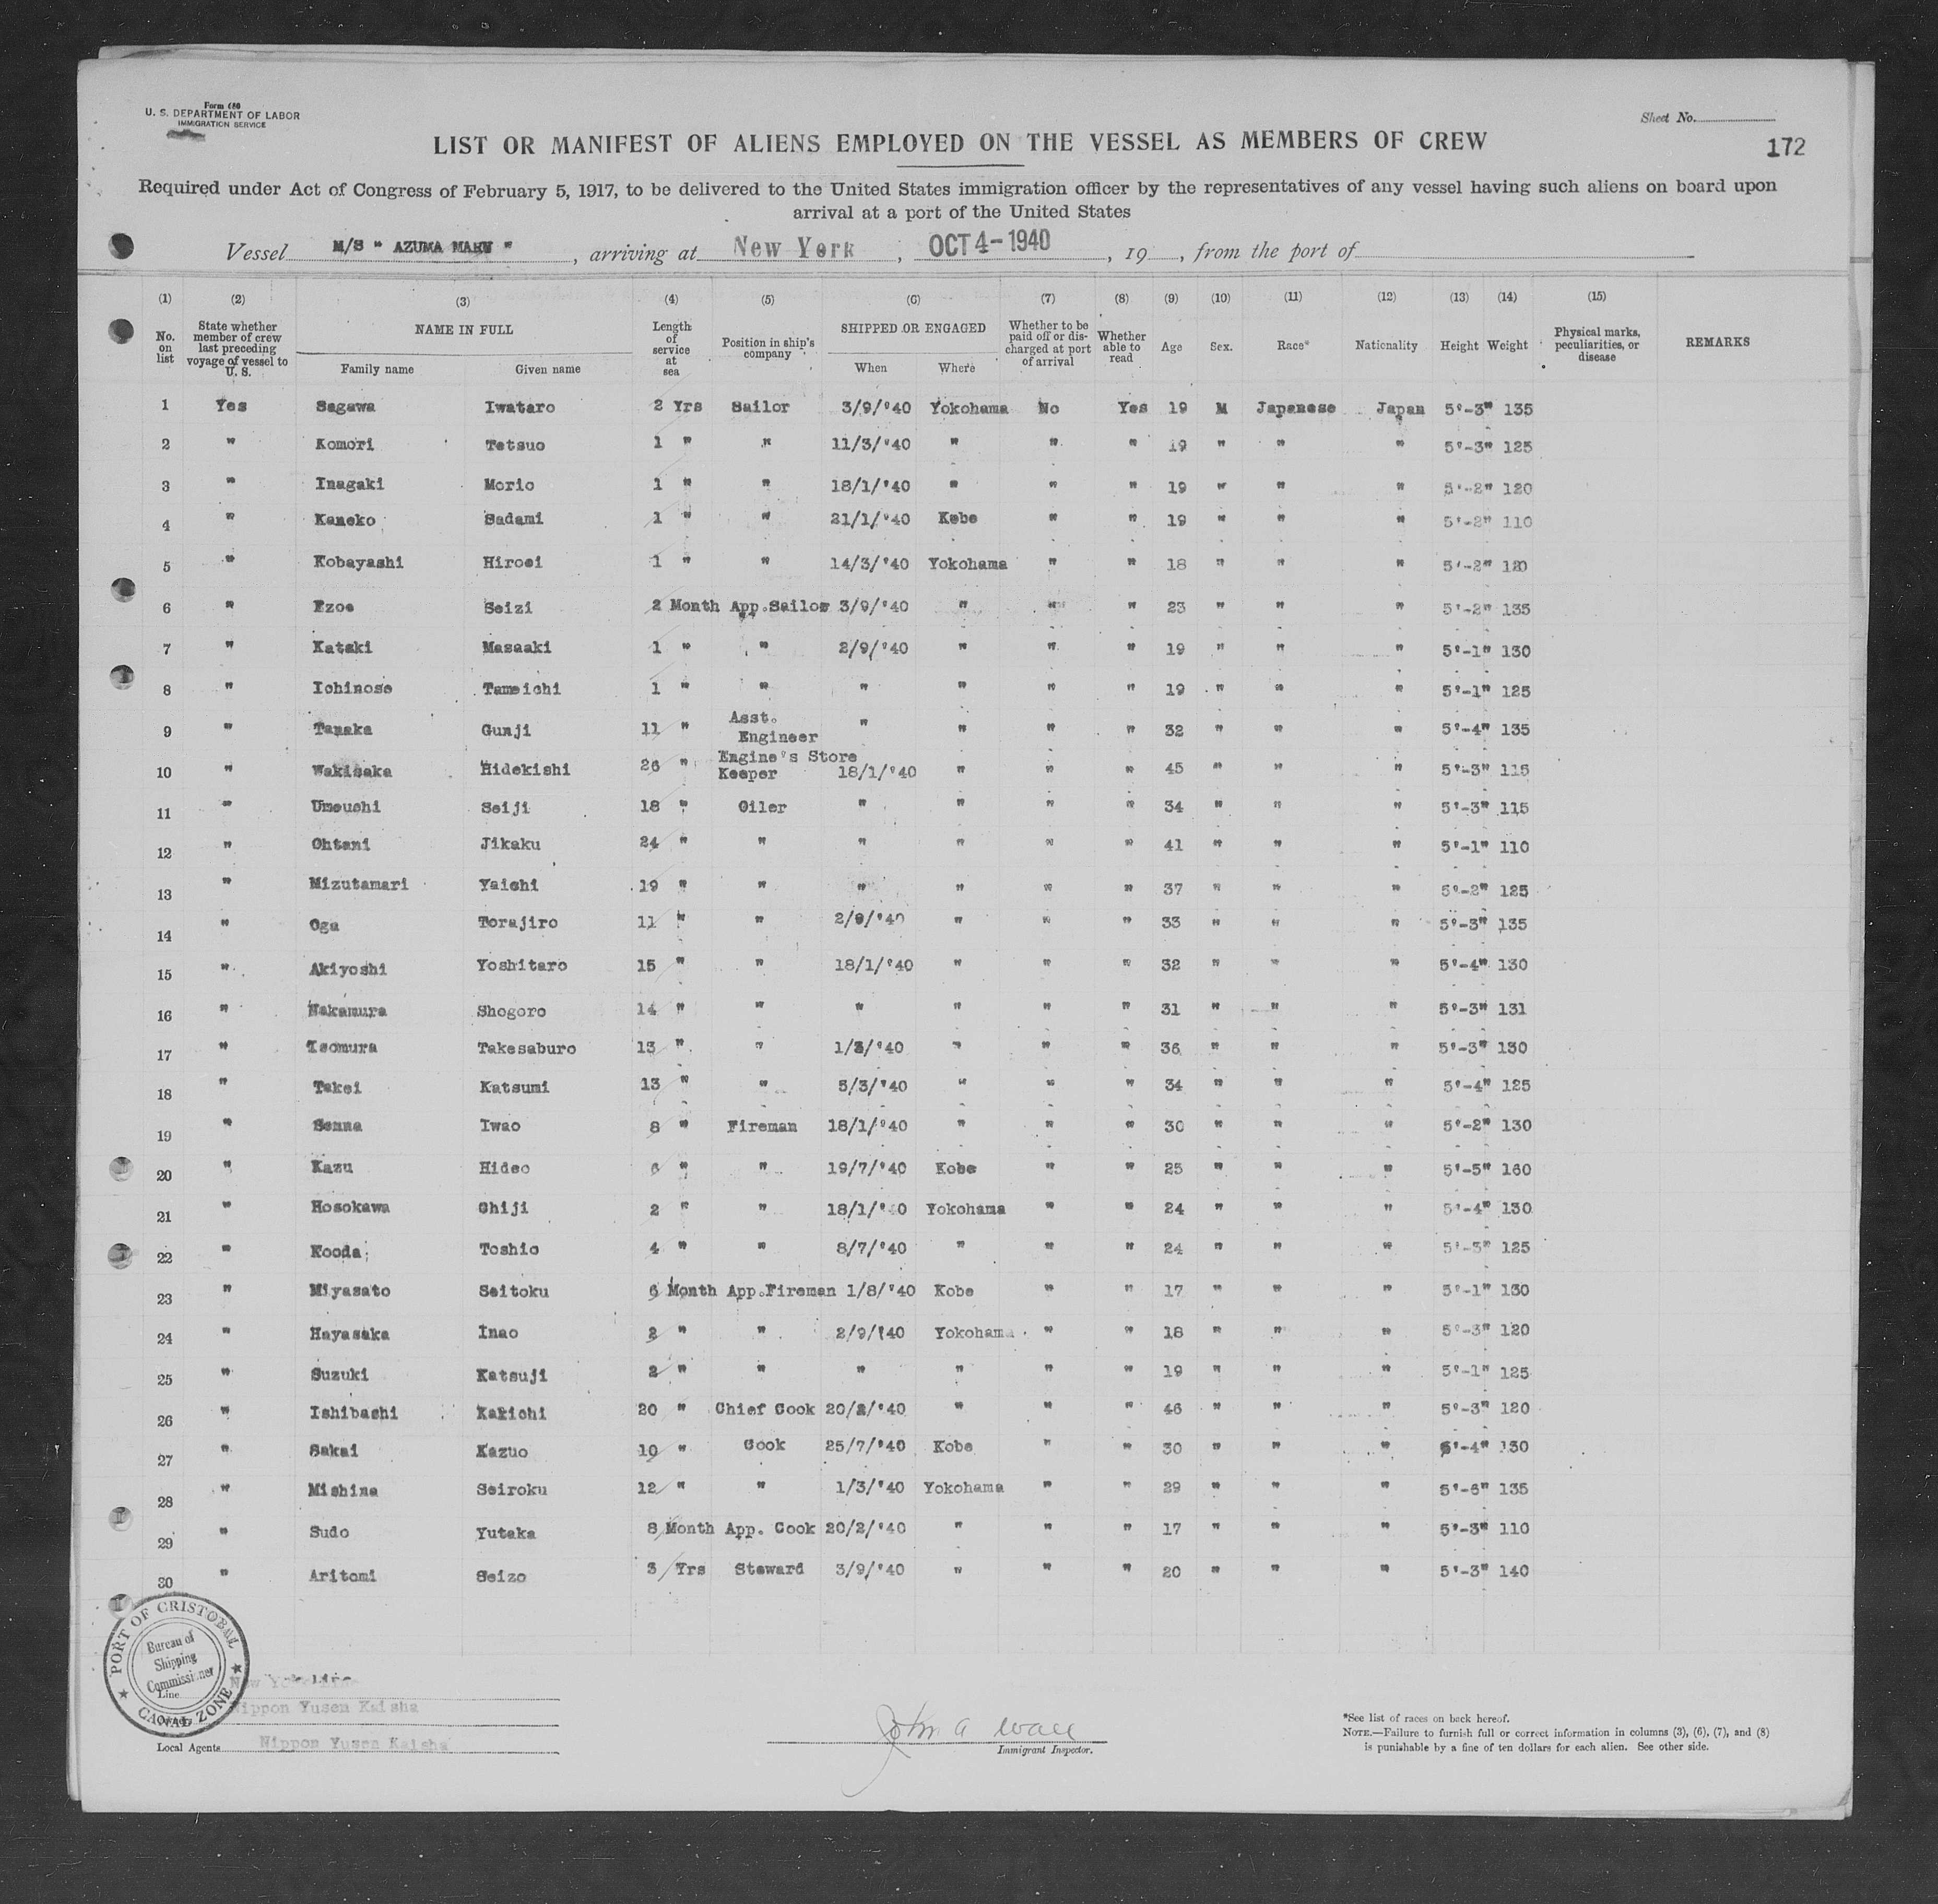 Form 680
U. S. DEPARTMENT OF LABOR
IMMIGRATION SERVICE
Sheet No.
LIST OR MANIFEST OF ALIENS EMPLOYED ON THE VESSEL AS MEMBERS OF CREW
172
Required under Act of Congress of February 5, 1917, to be delivered to the United States immigration officer by the representatives of any vessel having such aliens on board upon
arrival at a port of the United States
Vessel M/S " AZUMA MARU ", arriving at New York, OCT 4-1940, 19 , from the port of
(1) (2) (3) (4) (5) (6) (7) (8) (9) (10) (11) (12) (13) (14) (15)
No. on list State whether member of crew last preceding voyage of vessel to U. S. NAME IN FULL Family name Given name Length of service at sea Position in ship's company SHIPPED OR ENGAGED When Where Whether to be paid off or discharged at port of arrival Whether able to read Age Sex. Race* Nationality Height Weight Physical marks, peculiarities, or disease REMARKS
1 Yes Sagawa Iwataro 2 Yrs Sailor 3/9/'40 Yokohama No Yes 19 M Japanese Japan 5'-3" 135
2 " Komori Tetsuo 1 " " 11/3/'40 " " " 19 " " " 5'-3" 125
3 " Inagaki Morio 1 " " 18/1/'40 " " " 19 " " " 5'-2" 120
4 " Kaneko Sadami 1 " " 21/1/'40 Kobe " " 19 " " " 5'-2" 110
5 " Kobayashi Hiroei 1 " " 14/3/'40 Yokohama " " 18 " " " 5'-2" 120
6 " Ezoe Seizi 2 Month App.Sailor 3/9/'40 " " " 23 " " " 5'-2" 135
7 " Kataki Masaaki 1 " " 2/9/'40 " " " 19 " " " 5'-1" 130
8 " Ichinose Tameichi 1 " " " " " " 19 " " " 5'-1" 125
9 " Tanaka Gunji 11 " Asst. Engineer " " " " 32 " " " 5'-4" 135
10 " Wakisaka Hidekishi 26 " Engine's Store Keeper 18/1/'40 " " " 45 " " " 5'-3" 115
11 " Umeuchi Seiji 18 " Oiler " " " " 34 " " " 5'-3" 115
12 " Ohtani Jikaku 24 " " " " " " 41 " " " 5'-1" 110
13 " Mizutamari Yaichi 19 " " " " " " 37 " " " 5'-2" 125
14 " Oga Torajiro 11 " " 2/9/'40 " " " 33 " " " 5'-3" 135
15 " Akiyoshi Yoshitaro 15 " " 18/1/'40 " " " 32 " " " 5'-4" 130
16 " Nakamura Shogoro 14 " " " " " " 31 " " " 5'-3" 131
17 " Isomura Takesaburo 13 " " 1/3/'40 " " " 36 " " " 5'-3" 130
18 " Takei Katsumi 13 " " 5/3/'40 " " " 34 " " " 5'-4" 125
19 " Senna Iwao 8 " Fireman 18/1/'40 " " " 30 " " " 5'-2" 130
20 " Kazu Hideo 6 " " 19/7/'40 Kobe " " 25 " " " 5'-5" 160
21 " Hosokawa Chiji 2 " " 18/1/'40 Yokohama " " 24 " " " 5'-4" 130
22 " Kooda Toshio 4 " " 8/7/'40 " " " 24 " " " 5'-3" 125
23 " Miyasato Seitoku 6 Month App.Fireman 1/8/'40 Kobe " " 17 " " " 5'-1" 130
24 " Hayasaka Inao 2 " " 2/9/'40 Yokohama " " 18 " " " 5'-3" 120
25 " Suzuki Katsuji 2 " " " " " " 19 " " " 5'-1" 125
26 " Ishibashi Kakichi 20 " Chief Cook 20/2/'40 " " " 46 " " " 5'-3" 120
27 " Sakai Kazuo 10 " Cook 25/7/'40 Kobe " " 30 " " " 5'-4" 130
28 " Mishina Seiroku 12 " " 1/3/'40 Yokohama " " 29 " " " 5'-6" 135
29 " Sudo Yutaka 8 Month App. Cook 20/2/'40 " " " 17 " " " 5'-3" 110
30 " Aritomi Seizo 3 Yrs Steward 3/9/'40 " " " 20 " " " 5'-3" 140
PORT OF CRISTOBAL
Bureau of
Shipping
Commissioner
CANAL ZONE
Line New York Line
Nippon Yusen Kaisha
Local Agents Nippon Yusen Kaisha
John A Wall
Immigrant Inspector.
*See list of races on back hereof.
NOTE.—Failure to furnish full or correct information in columns (3), (6), (7), and (8)
is punishable by a fine of ten dollars for each alien. See other side.